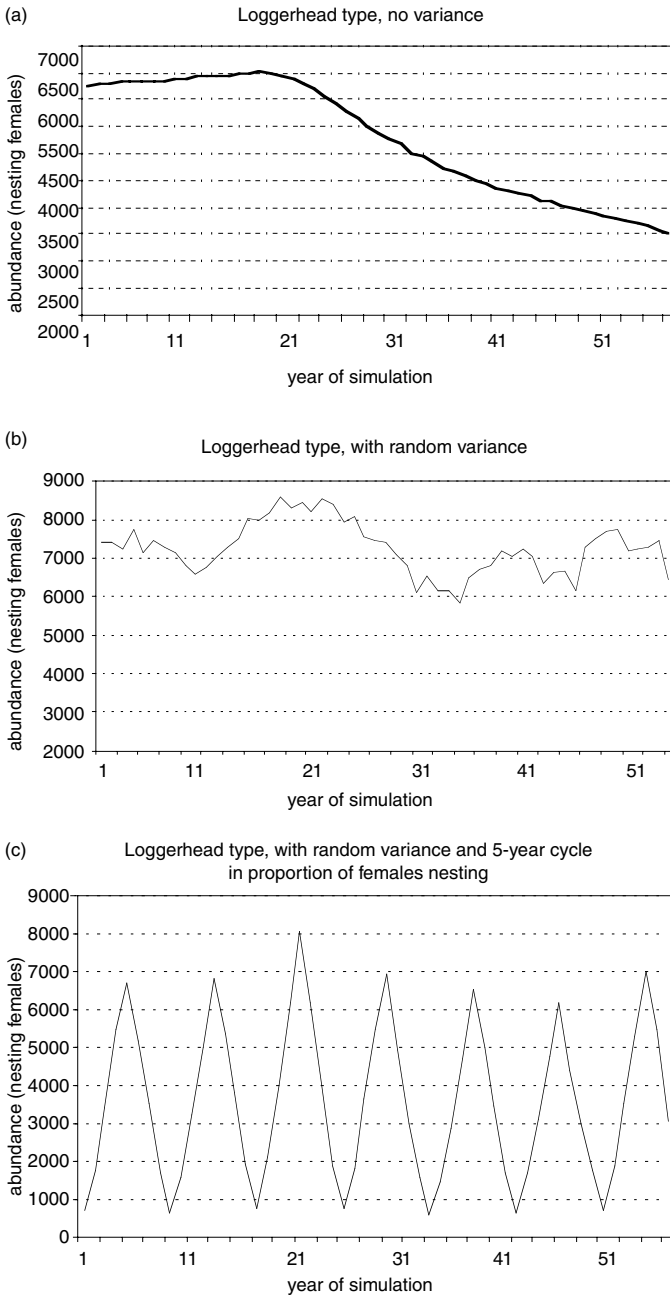 (a)
Loggerhead type, no variance
abundance (nesting females)
7000
6500
6000
5500
4500
4000
3500
3000
2500
2000
1 11 21 31 41 51
year of simulation
(b)
Loggerhead type, with random variance
abundance (nesting females)
9000
8000
7000
6000
5000
4000
3000
2000
1 11 21 31 41 51
year of simulation
(c)
Loggerhead type, with random variance and 5-year cycle
in proportion of females nesting
abundance (nesting females)
9000
8000
7000
6000
5000
4000
3000
2000
1000
0
1 11 21 31 41 51
year of simulation